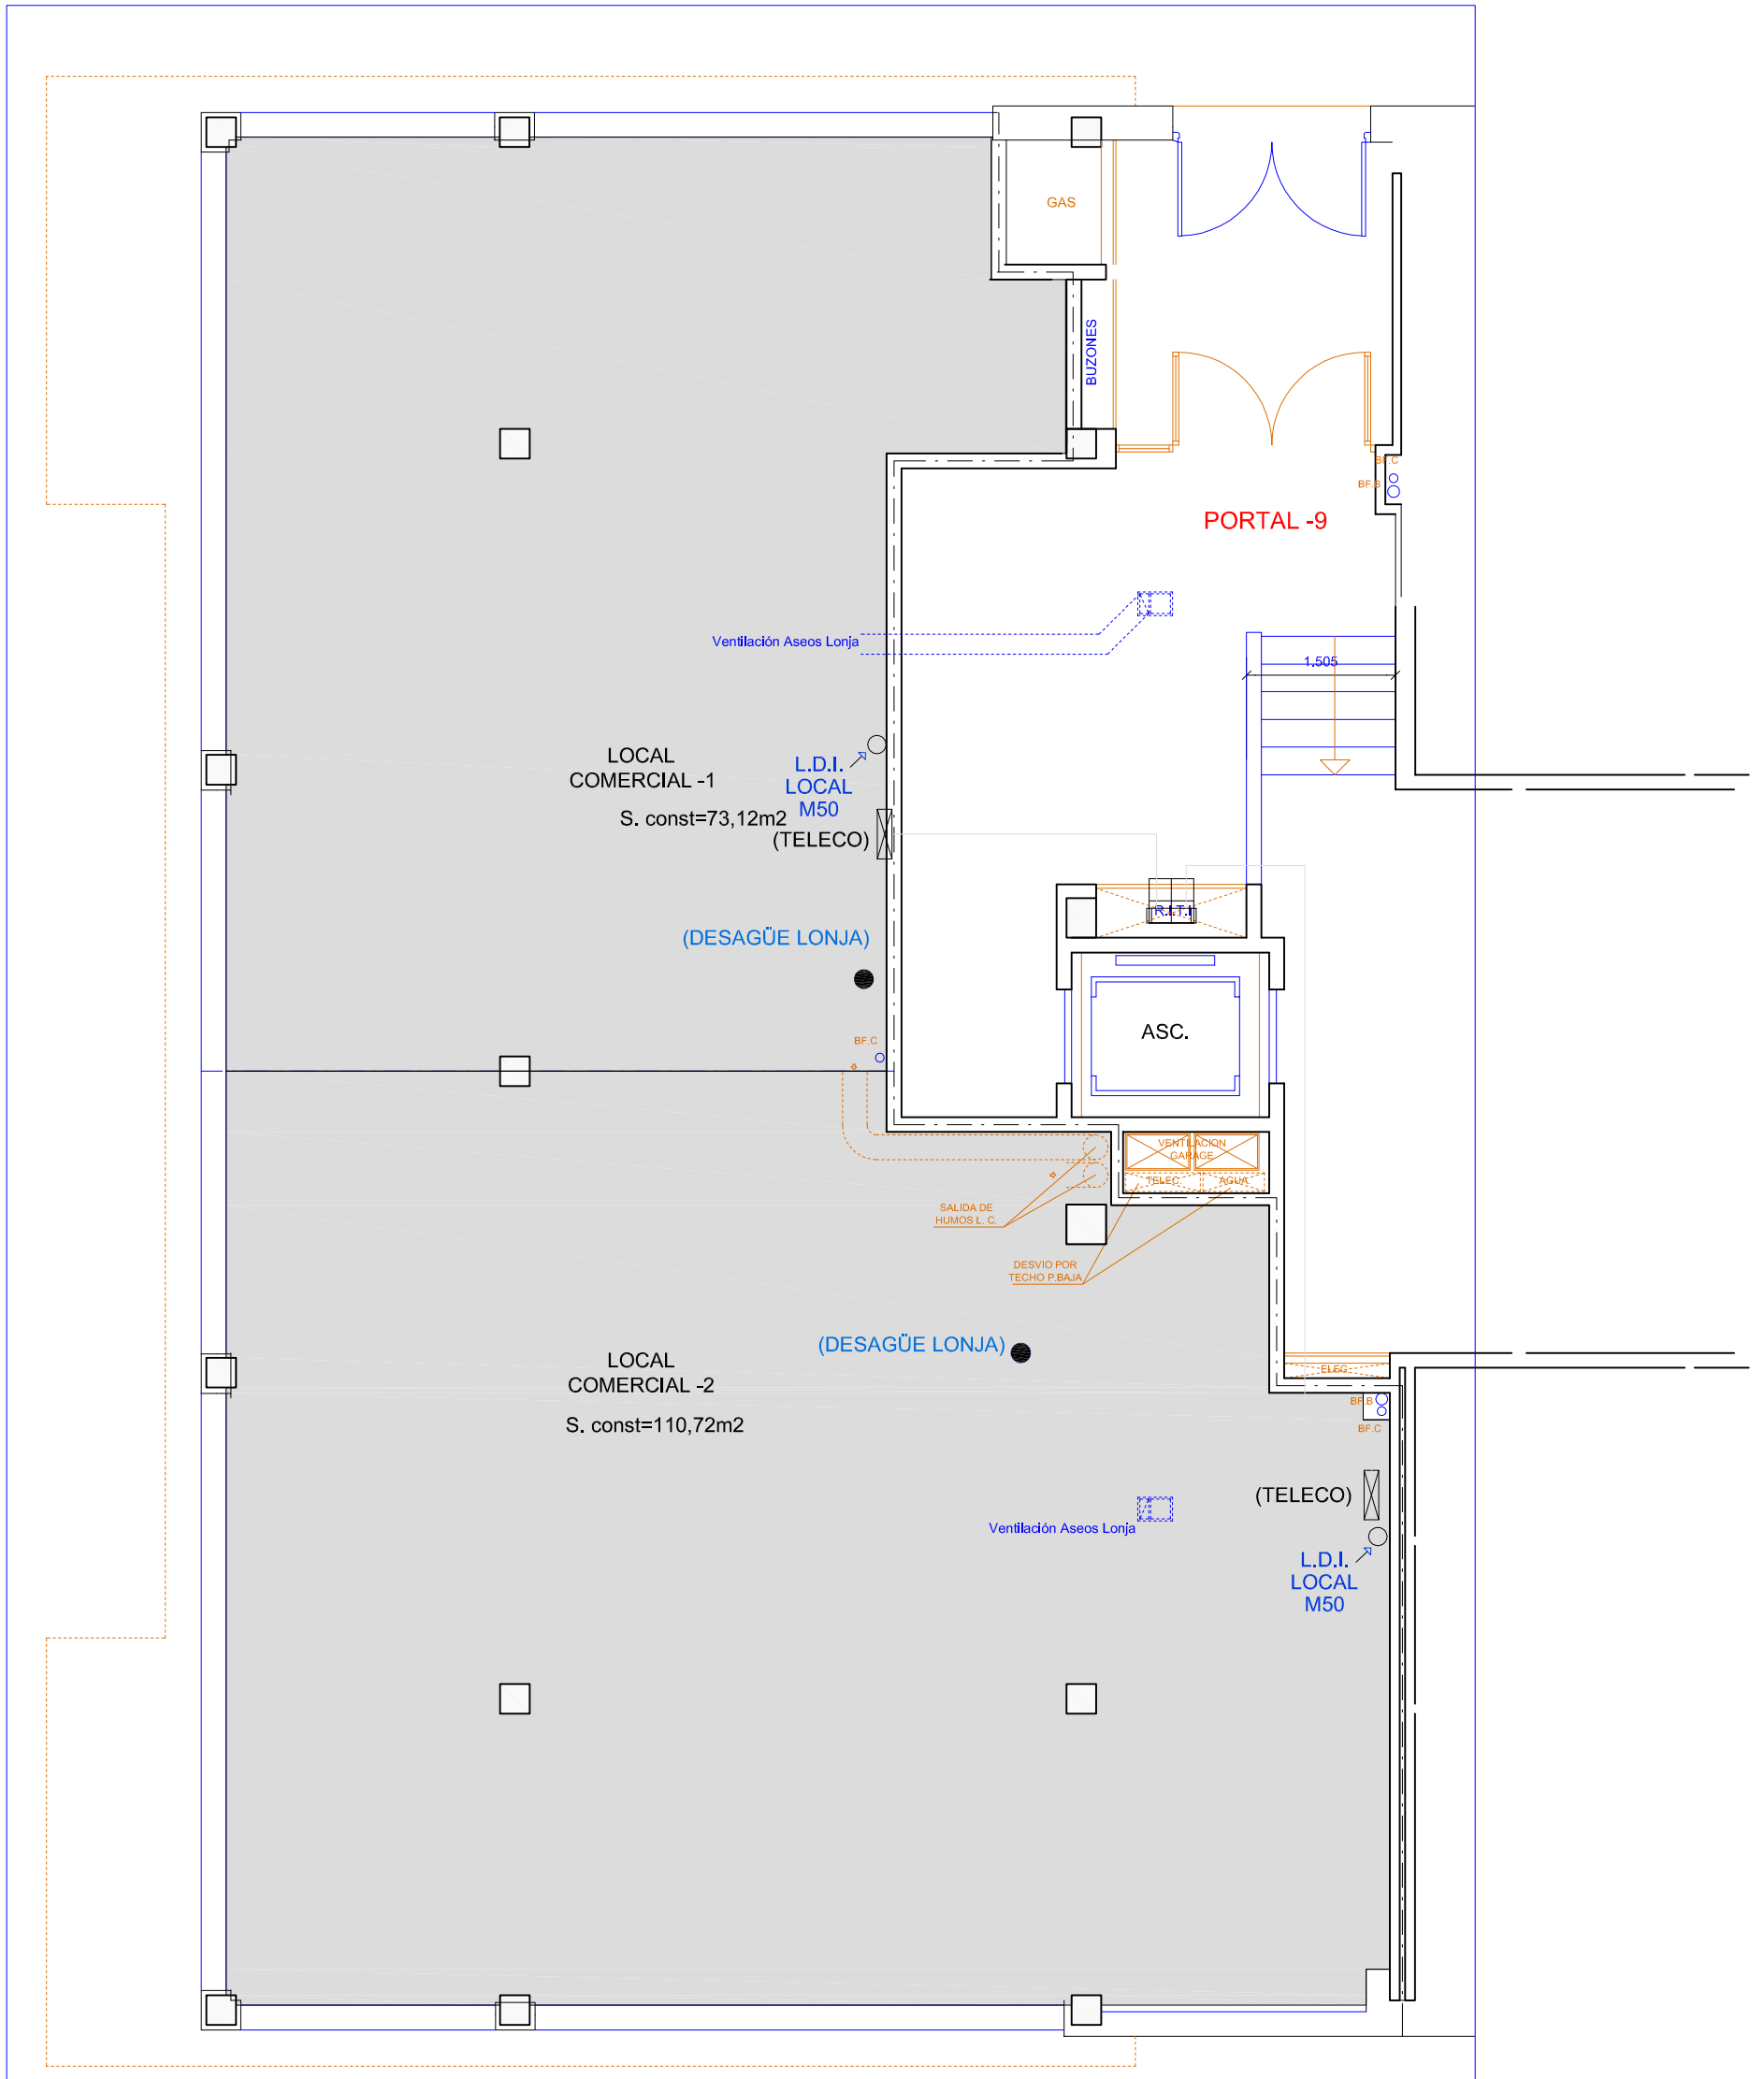 GAS
BUZONES
BF.C
BF.B
PORTAL -9
Ventilación Aseos Lonja
1.505
LOCAL
COMERCIAL -1
S. const=73,12m2
L.D.I.
LOCAL
M50
(TELECO)
R.I.T.I
(DESAGÜE LONJA)
ASC.
BF.C
VENTILACION
GARAGE
TELEC.
AGUA
SALIDA DE
HUMOS L. C.
DESVIO POR
TECHO P.BAJA
(DESAGÜE LONJA)
LOCAL
COMERCIAL -2
S. const=110,72m2
ELEC.
BF.B
BF.C
(TELECO)
Ventilación Aseos Lonja
L.D.I.
LOCAL
M50